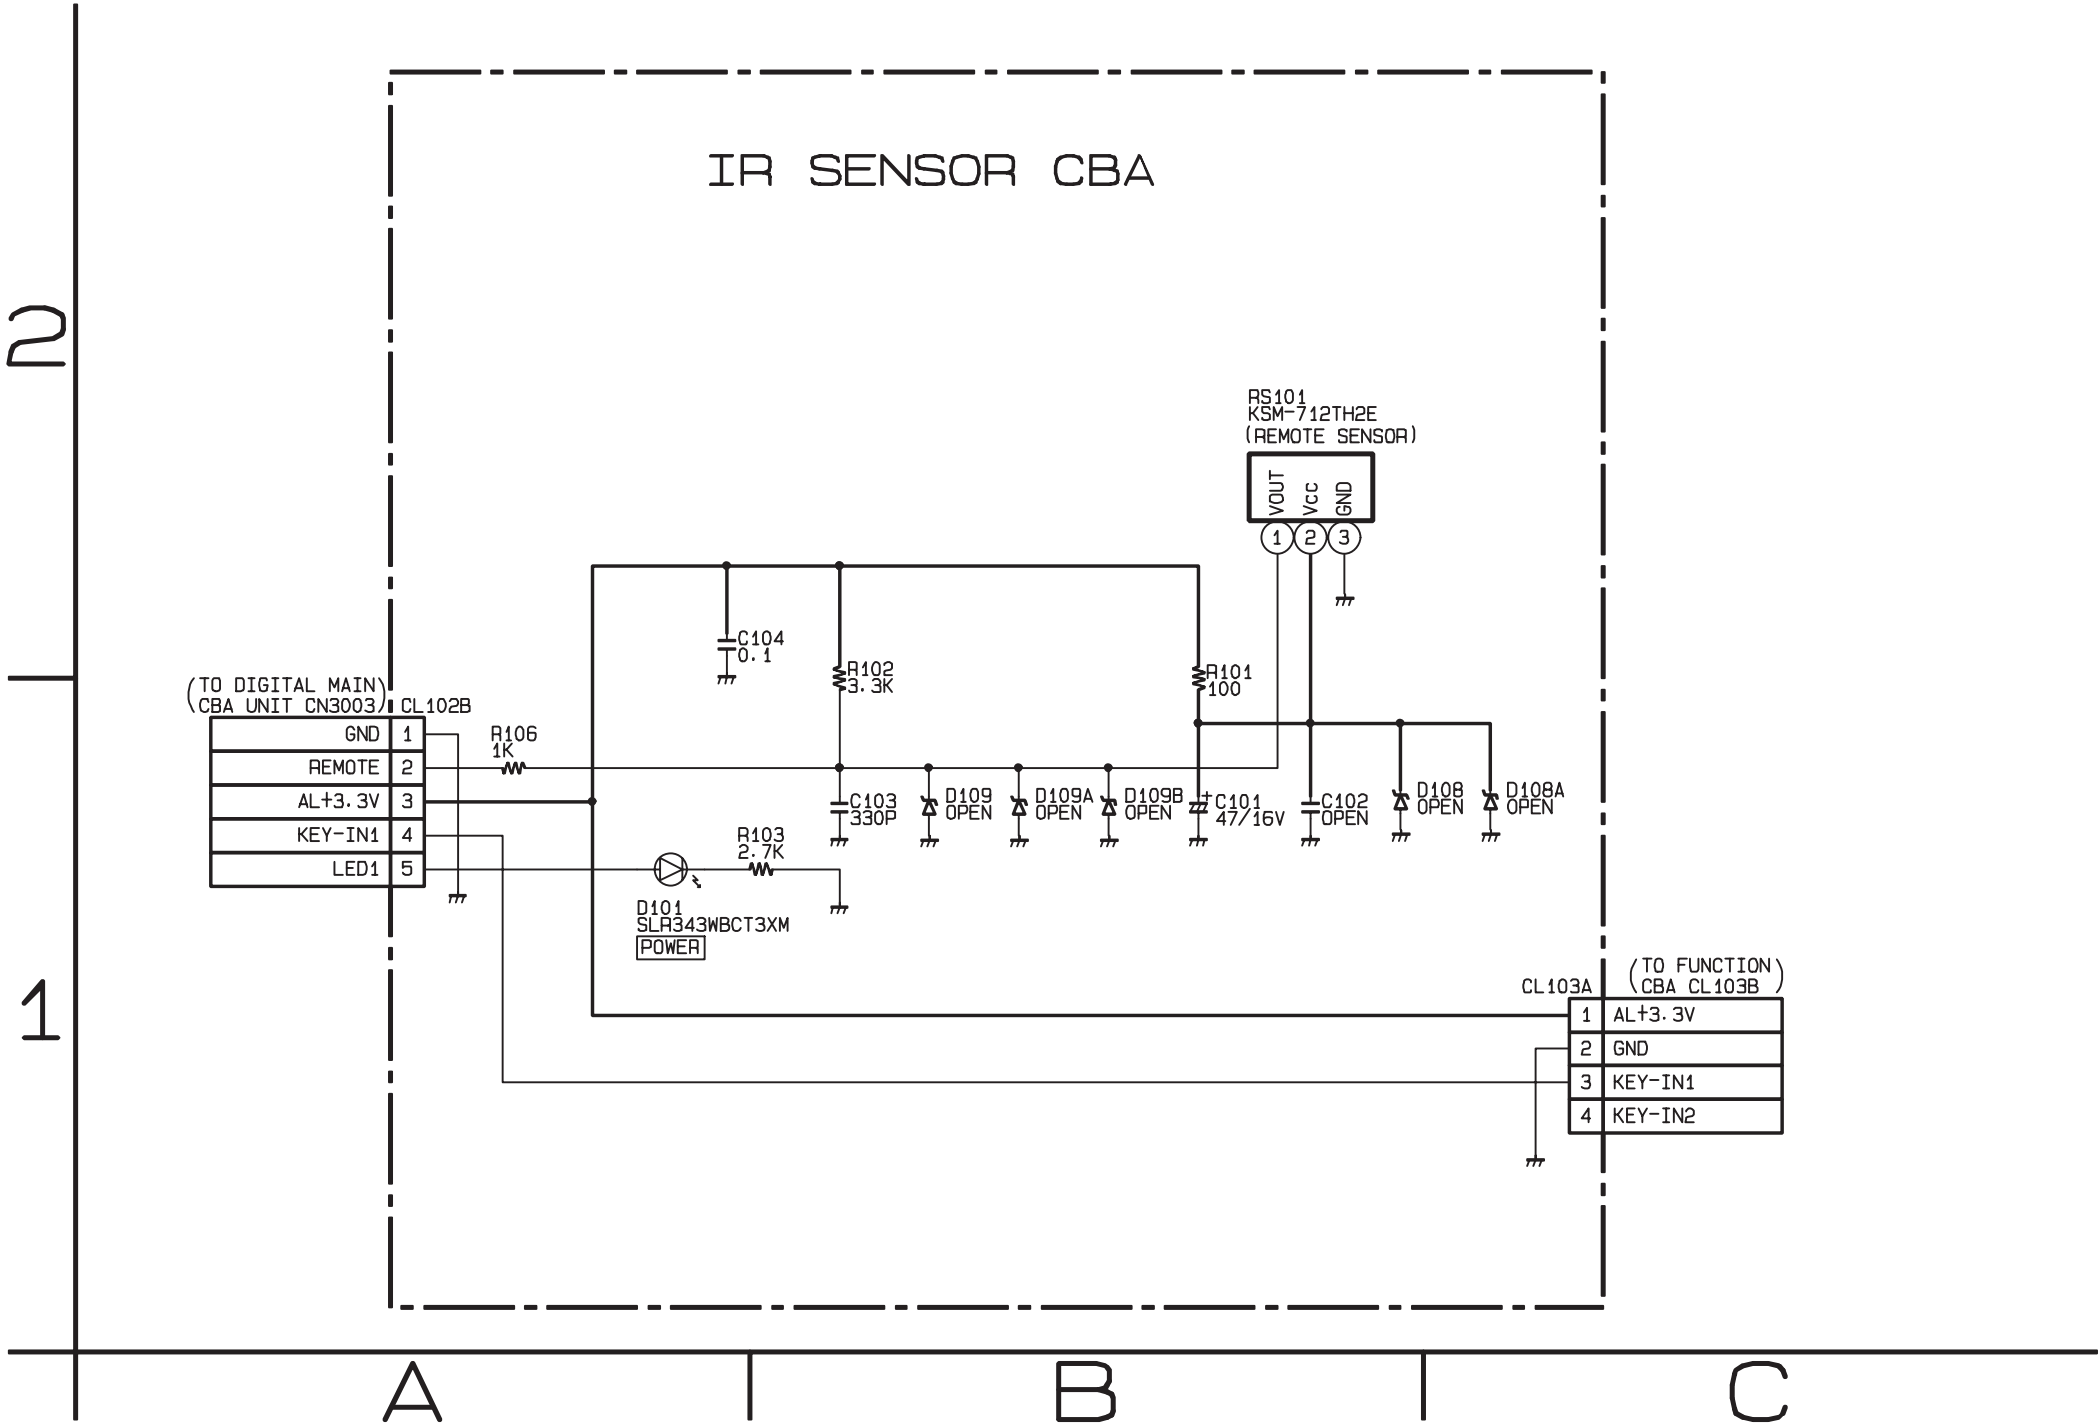 IR SENSOR CBA
2
RS101
KSM-712TH2E
(REMOTE SENSOR)
VOUT
Vcc
GND
1
2
3
C104
0.1
R102
3.3K
R101
100
(TO DIGITAL MAIN
CBA UNIT CN3003)
CL102B
GND 1
REMOTE 2
AL+3.3V 3
KEY-IN1 4
LED1 5
R106
1K
C103
330P
D109
OPEN
D109A
OPEN
D109B
OPEN
+
C101
47/16V
C102
OPEN
D108
OPEN
D108A
OPEN
R103
2.7K
D101
SLR343WBCT3XM
POWER
1
(TO FUNCTION
CBA CL103B)
CL103A
1 AL+3.3V
2 GND
3 KEY-IN1
4 KEY-IN2
A
B
C